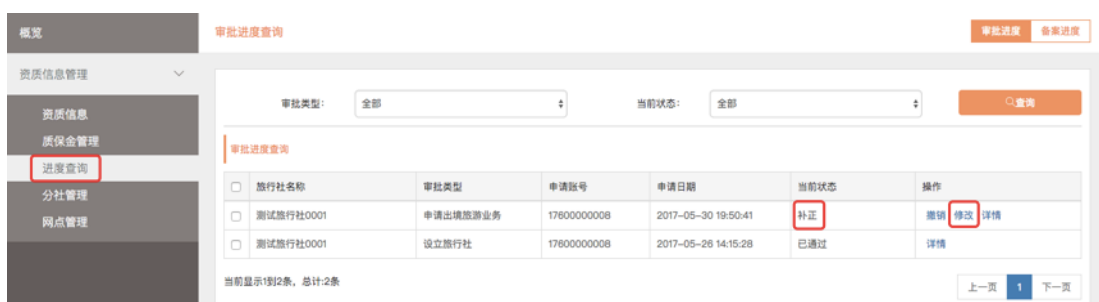 概览
审批进度查询
审批进度 备案进度
资质信息管理
资质信息
质保金管理
进度查询
分社管理
网点管理
审批类型： 全部 当前状态： 全部 查询
审批进度查询
旅行社名称 审批类型 申请账号 申请日期 当前状态 操作
测试旅行社0001 申请出境旅游业务 17600000008 2017-05-30 19:50:41 补正 撤销 修改 详情
测试旅行社0001 设立旅行社 17600000008 2017-05-26 14:15:28 已通过 详情
当前显示1到2条，总计:2条
上一页 1 下一页